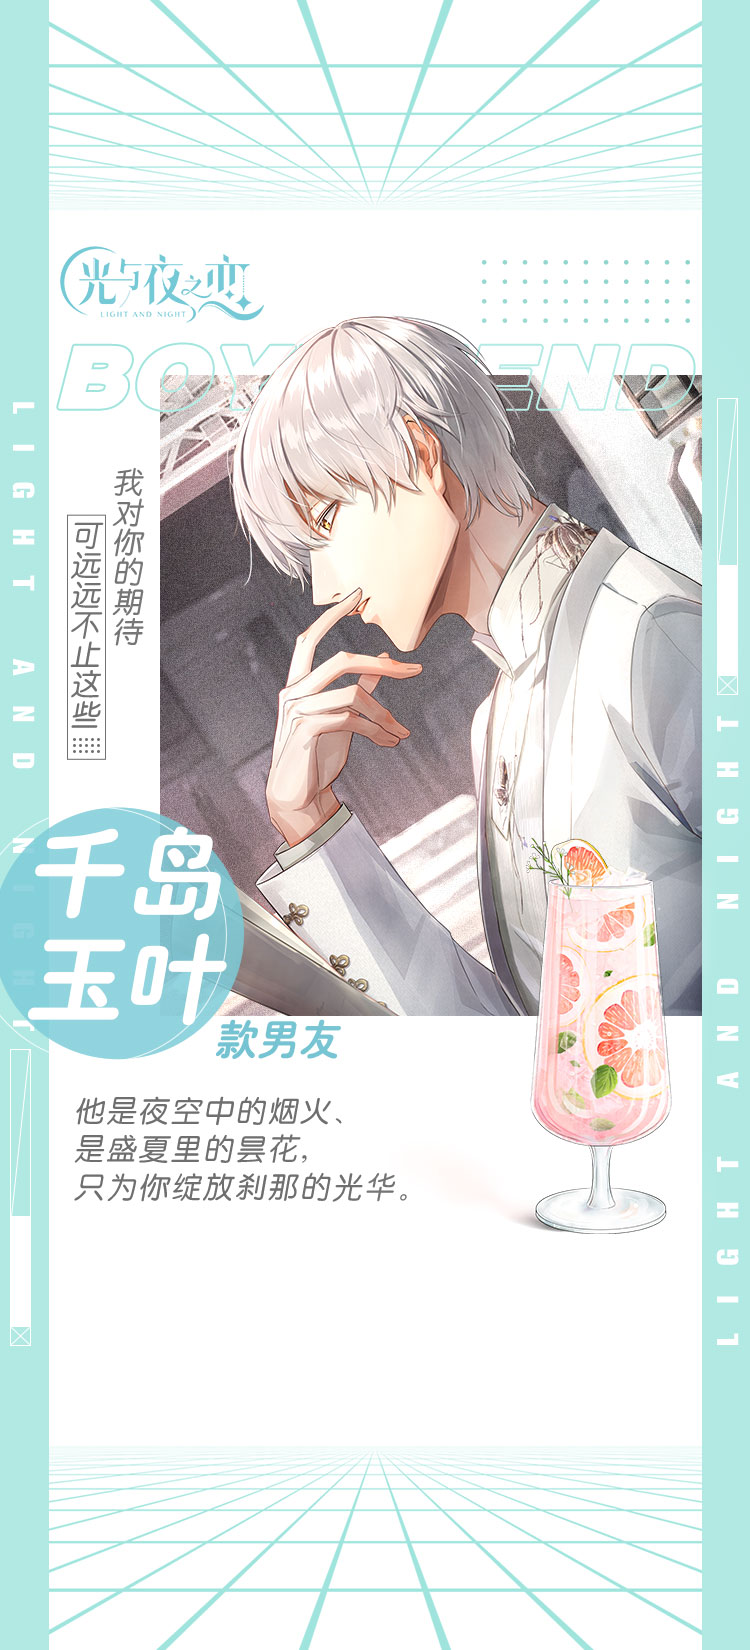 光与夜之恋
LIGHT AND NIGHT
我对你的期待
可远远不止这些
千岛
玉叶
款男友
他是夜空中的烟火、
是盛夏里的昙花，
只为你绽放刹那的光华。
LIGHT AND NIGHT
LIGHT AND NIGHT